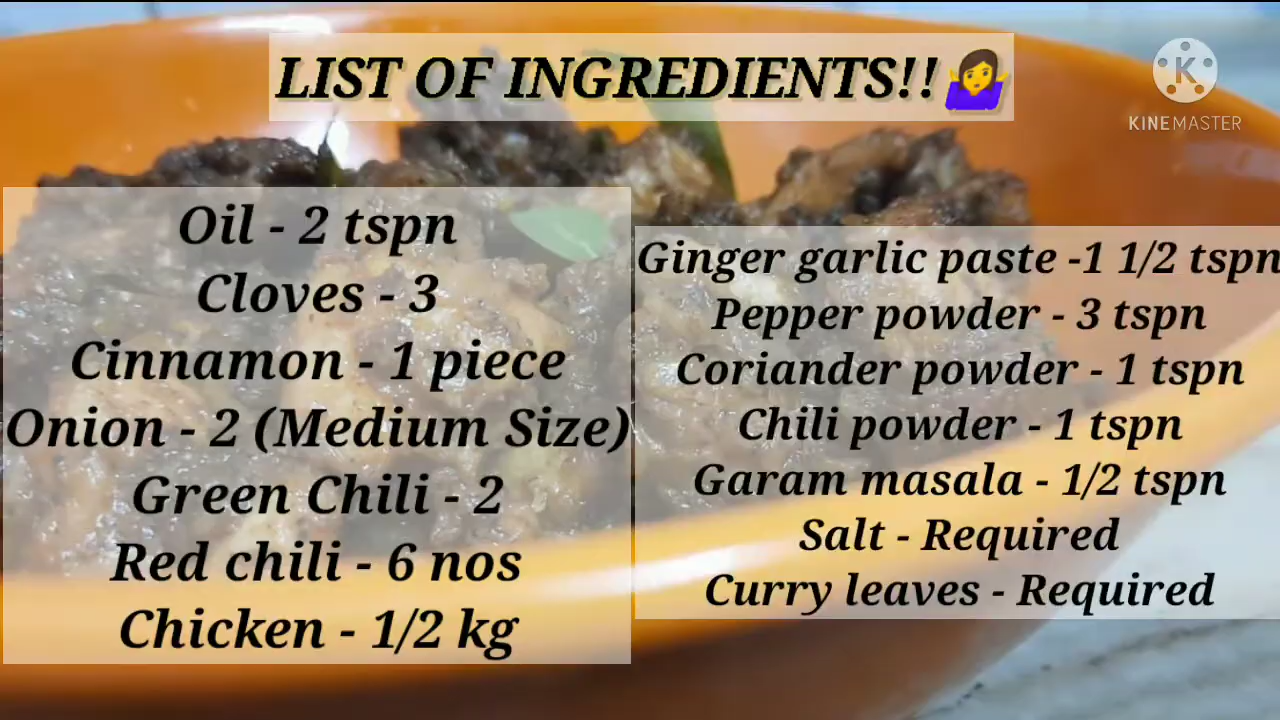 LIST OF INGREDIENTS!!🤷‍♀️
KINEMASTER
Oil - 2 tspn
Cloves - 3
Cinnamon - 1 piece
Onion - 2 (Medium Size)
Green Chili - 2
Red chili - 6 nos
Chicken - 1/2 kg
Ginger garlic paste -1 1/2 tspn
Pepper powder - 3 tspn
Coriander powder - 1 tspn
Chili powder - 1 tspn
Garam masala - 1/2 tspn
Salt - Required
Curry leaves - Required